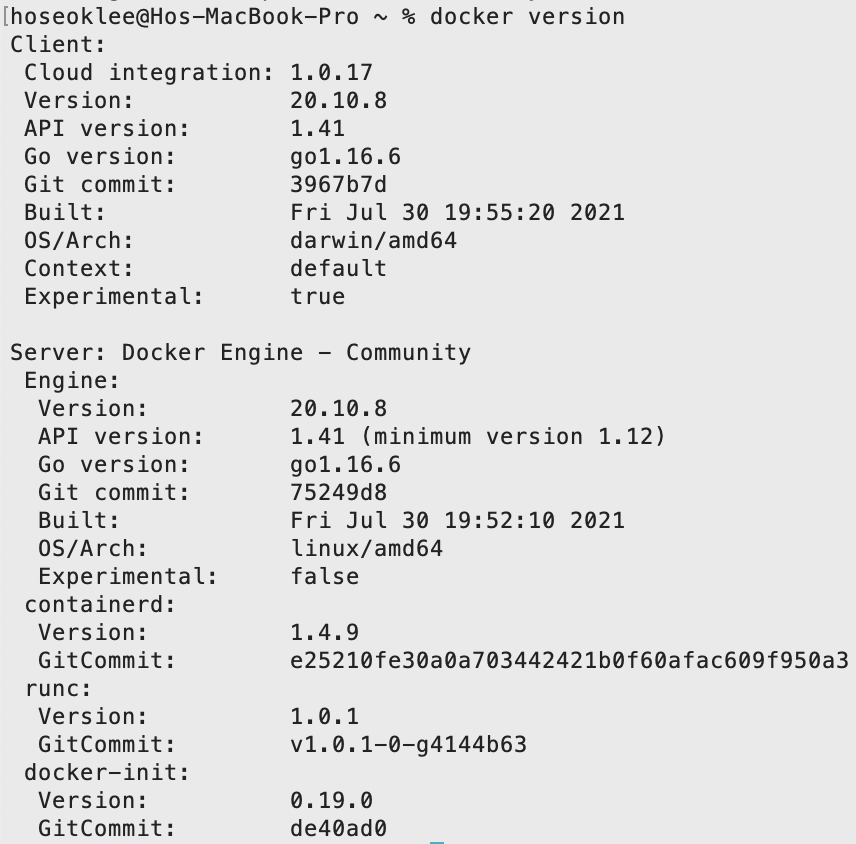 [hoseoklee@Hos-MacBook-Pro ~ % docker version
Client:
 Cloud integration: 1.0.17
 Version:           20.10.8
 API version:       1.41
 Go version:        go1.16.6
 Git commit:        3967b7d
 Built:             Fri Jul 30 19:55:20 2021
 OS/Arch:           darwin/amd64
 Context:           default
 Experimental:      true

Server: Docker Engine - Community
 Engine:
  Version:          20.10.8
  API version:      1.41 (minimum version 1.12)
  Go version:       go1.16.6
  Git commit:       75249d8
  Built:            Fri Jul 30 19:52:10 2021
  OS/Arch:          linux/amd64
  Experimental:     false
 containerd:
  Version:          1.4.9
  GitCommit:        e25210fe30a0a703442421b0f60afac609f950a3
 runc:
  Version:          1.0.1
  GitCommit:        v1.0.1-0-g4144b63
 docker-init:
  Version:          0.19.0
  GitCommit:        de40ad0